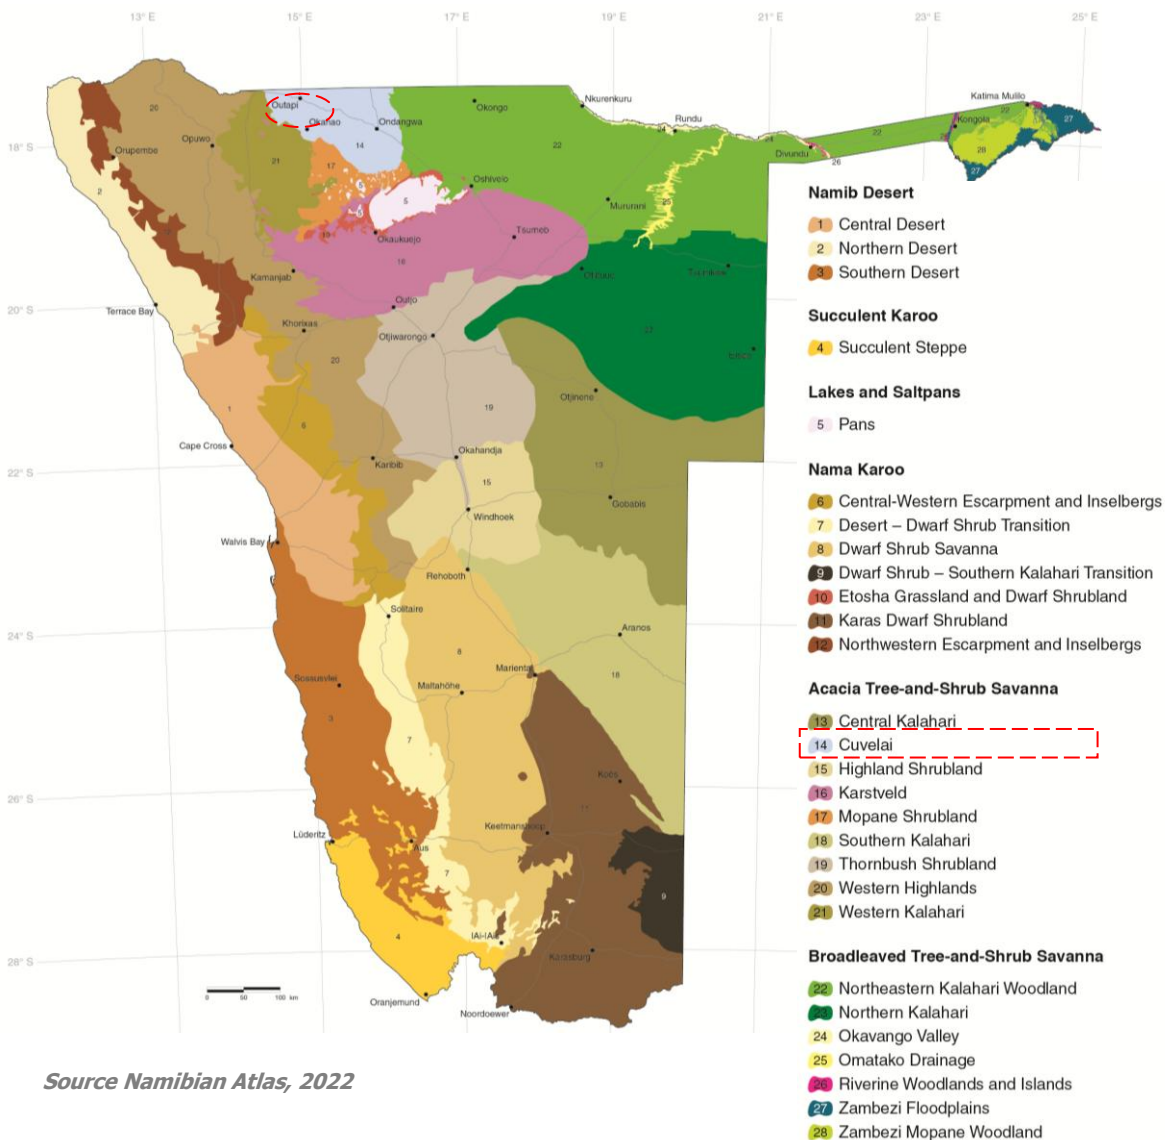 13° E 15° E 17° E 19° E 21° E 23° E 25° E
18° S
20° S
22° S
24° S
26° S
28° S
Outapi
Okahao
Ondangwa
Okongo
Nkurenkuru
Rundu
Divundu
Kongola
Katima Mulilo
Opuwo
Orupembe
Oshivelo
Mururani
Okaukuejo
Tsumeb
Kamanjab
Outjo
Terrace Bay
Khorixas
Otjiwarongo
Otjinene
Cape Cross
Karibib
Okahandja
Gobabis
Windhoek
Walvis Bay
Rehoboth
Solitaire
Aranos
Mariental
Maltahöhe
Sossusvlei
Koës
Keetmanshoop
Lüderitz
Aus
Karasburg
Oranjemund
Noordoewer
0 50 100 km
Namib Desert
1 Central Desert
2 Northern Desert
3 Southern Desert
Succulent Karoo
4 Succulent Steppe
Lakes and Saltpans
5 Pans
Nama Karoo
6 Central-Western Escarpment and Inselbergs
7 Desert – Dwarf Shrub Transition
8 Dwarf Shrub Savanna
9 Dwarf Shrub – Southern Kalahari Transition
10 Etosha Grassland and Dwarf Shrubland
11 Karas Dwarf Shrubland
12 Northwestern Escarpment and Inselbergs
Acacia Tree-and-Shrub Savanna
13 Central Kalahari
14 Cuvelai
15 Highland Shrubland
16 Karstveld
17 Mopane Shrubland
18 Southern Kalahari
19 Thornbush Shrubland
20 Western Highlands
21 Western Kalahari
Broadleaved Tree-and-Shrub Savanna
22 Northeastern Kalahari Woodland
23 Northern Kalahari
24 Okavango Valley
25 Omatako Drainage
26 Riverine Woodlands and Islands
27 Zambezi Floodplains
28 Zambezi Mopane Woodland
Source Namibian Atlas, 2022